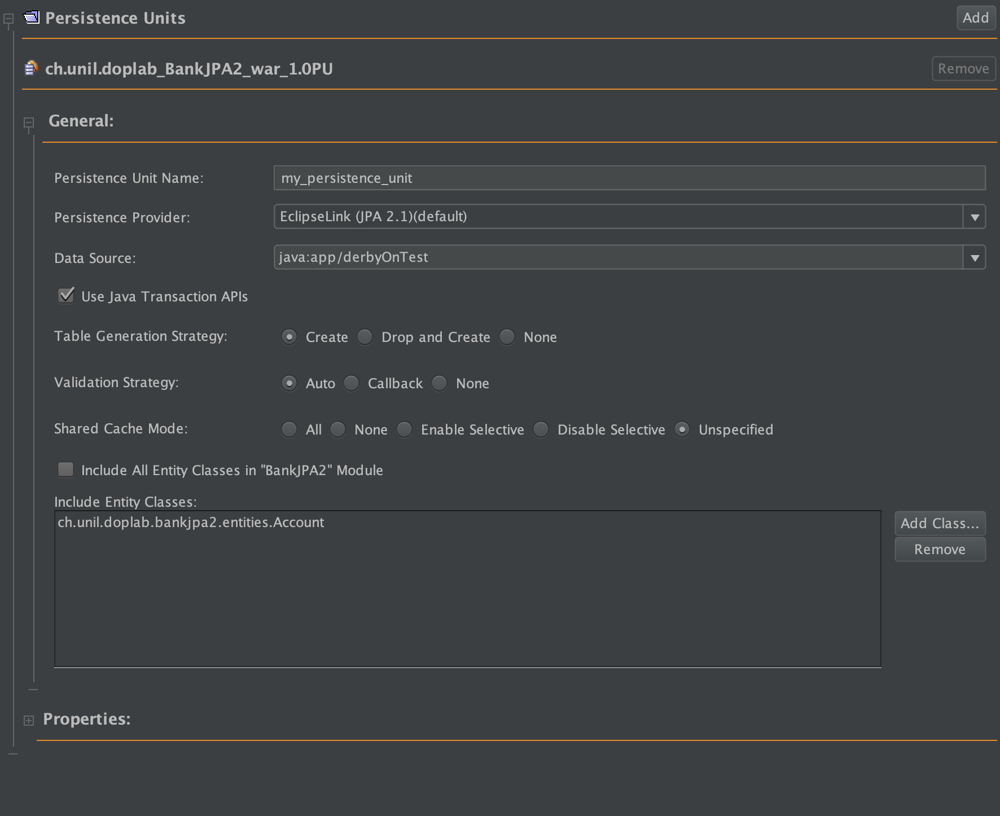 Persistence Units
Add
ch.unil.doplab_BankJPA2_war_1.0PU
Remove
General:
Persistence Unit Name: my_persistence_unit
Persistence Provider: EclipseLink (JPA 2.1)(default)
Data Source: java:app/derbyOnTest
Use Java Transaction APIs
Table Generation Strategy: Create Drop and Create None
Validation Strategy: Auto Callback None
Shared Cache Mode: All None Enable Selective Disable Selective Unspecified
Include All Entity Classes in "BankJPA2" Module
Include Entity Classes:
ch.unil.doplab.bankjpa2.entities.Account
Add Class...
Remove
Properties: